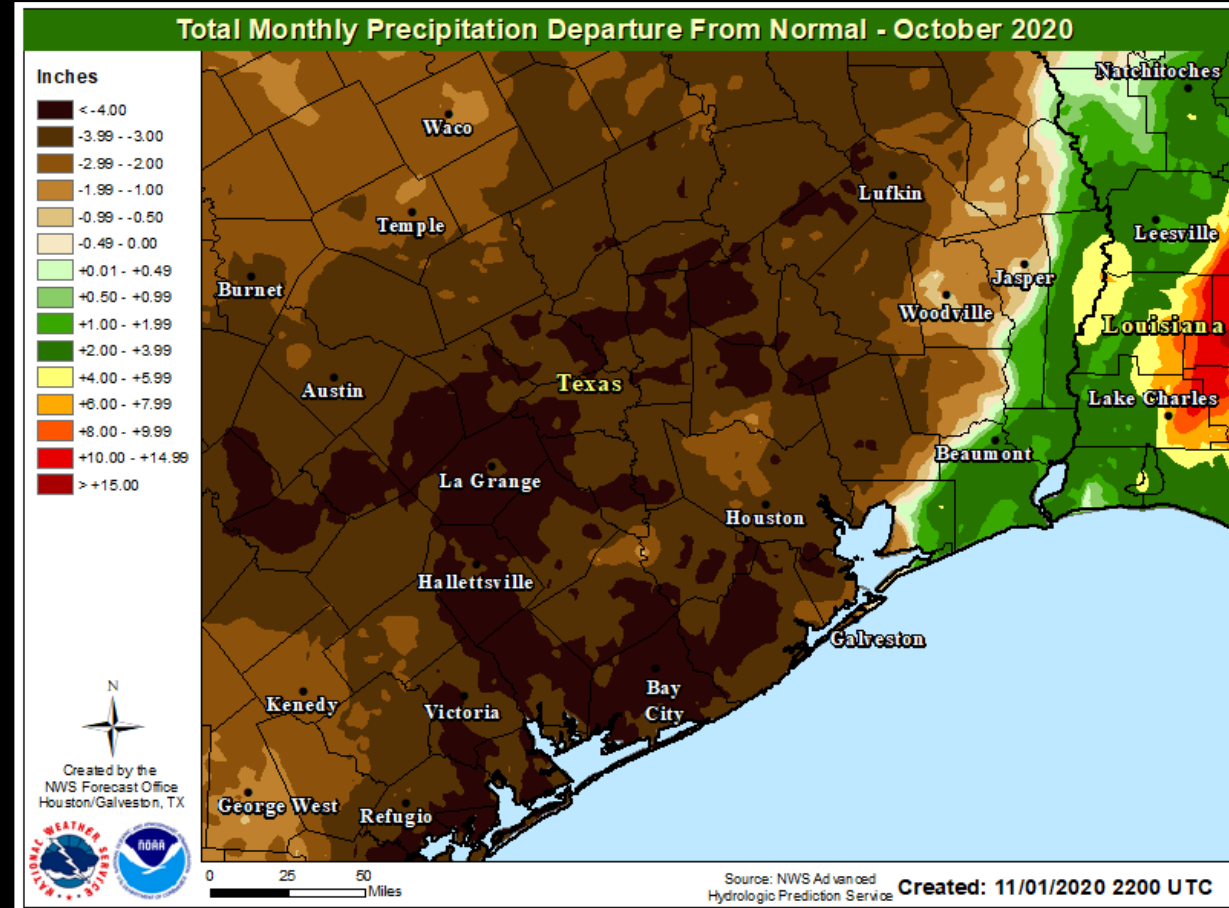 Total Monthly Precipitation Departure From Normal - October 2020
Inches
< -4.00
-3.99 - -3.00
-2.99 - -2.00
-1.99 - -1.00
-0.99 - -0.50
-0.49 - 0.00
+0.01 - +0.49
+0.50 - +0.99
+1.00 - +1.99
+2.00 - +3.99
+4.00 - +5.99
+6.00 - +7.99
+8.00 - +9.99
+10.00 - +14.99
> +15.00
Natchitoches
Waco
Lufkin
Temple
Leesville
Burnet
Jasper
Woodville
Louisiana
Texas
Austin
Lake Charles
Beaumont
La Grange
Houston
Hallettsville
Galveston
Bay
City
Kenedy
Victoria
George West
Refugio
N
Created by the
NWS Forecast Office
Houston/Galveston, TX
NATIONAL WEATHER SERVICE
NOAA
0 25 50
Miles
Source: NWS Advanced
Hydrologic Prediction Service
Created: 11/01/2020 2200 UTC